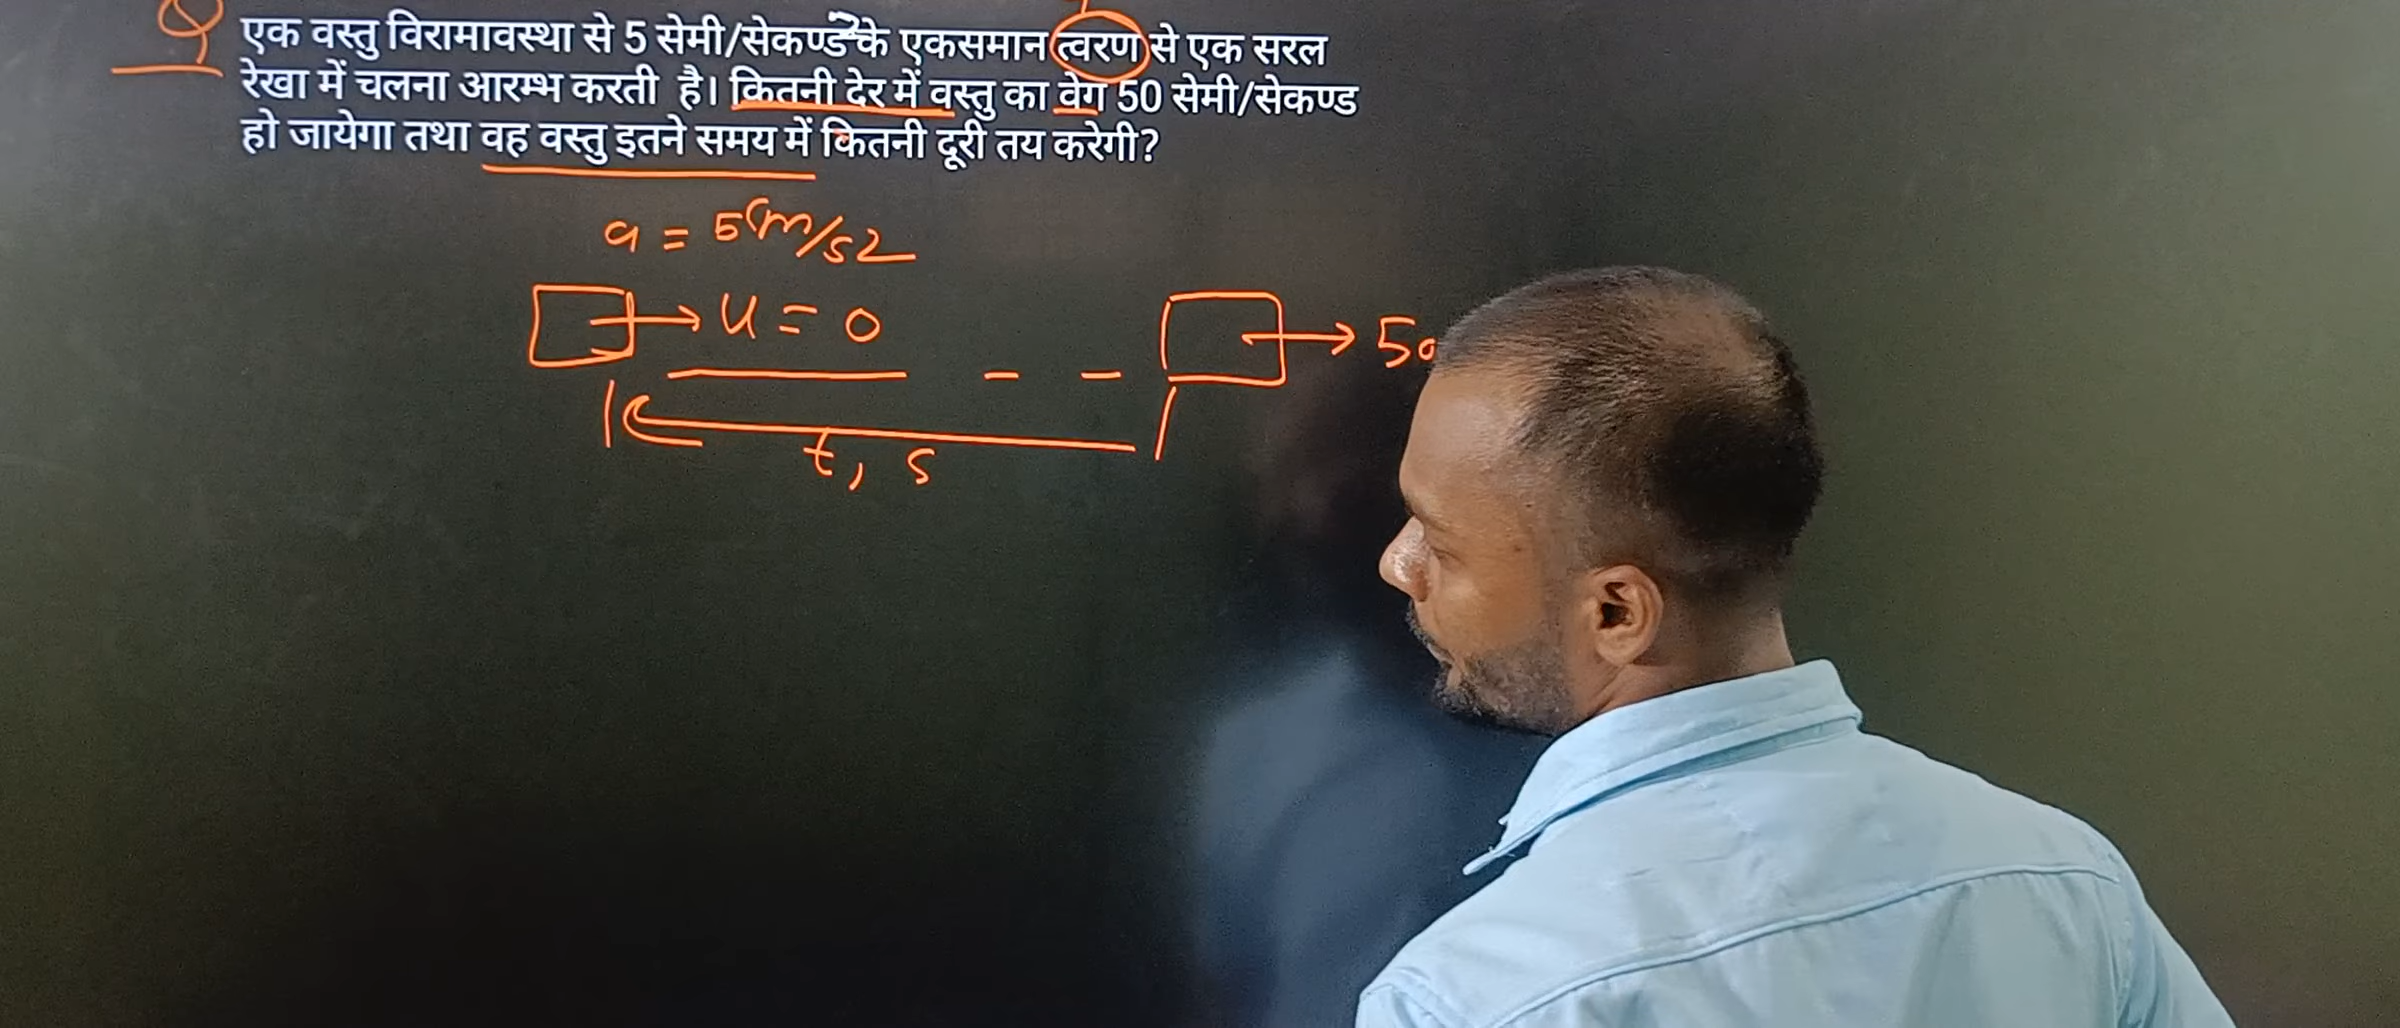 Q एक वस्तु विरामावस्था से 5 सेमी/सेकण्ड2 के एकसमान त्वरण से एक सरल
रेखा में चलना आरम्भ करती है। कितनी देर में वस्तु का वेग 50 सेमी/सेकण्ड
हो जायेगा तथा वह वस्तु इतने समय में कितनी दूरी तय करेगी?
a = 5cm/s2
u = 0
50
t, s